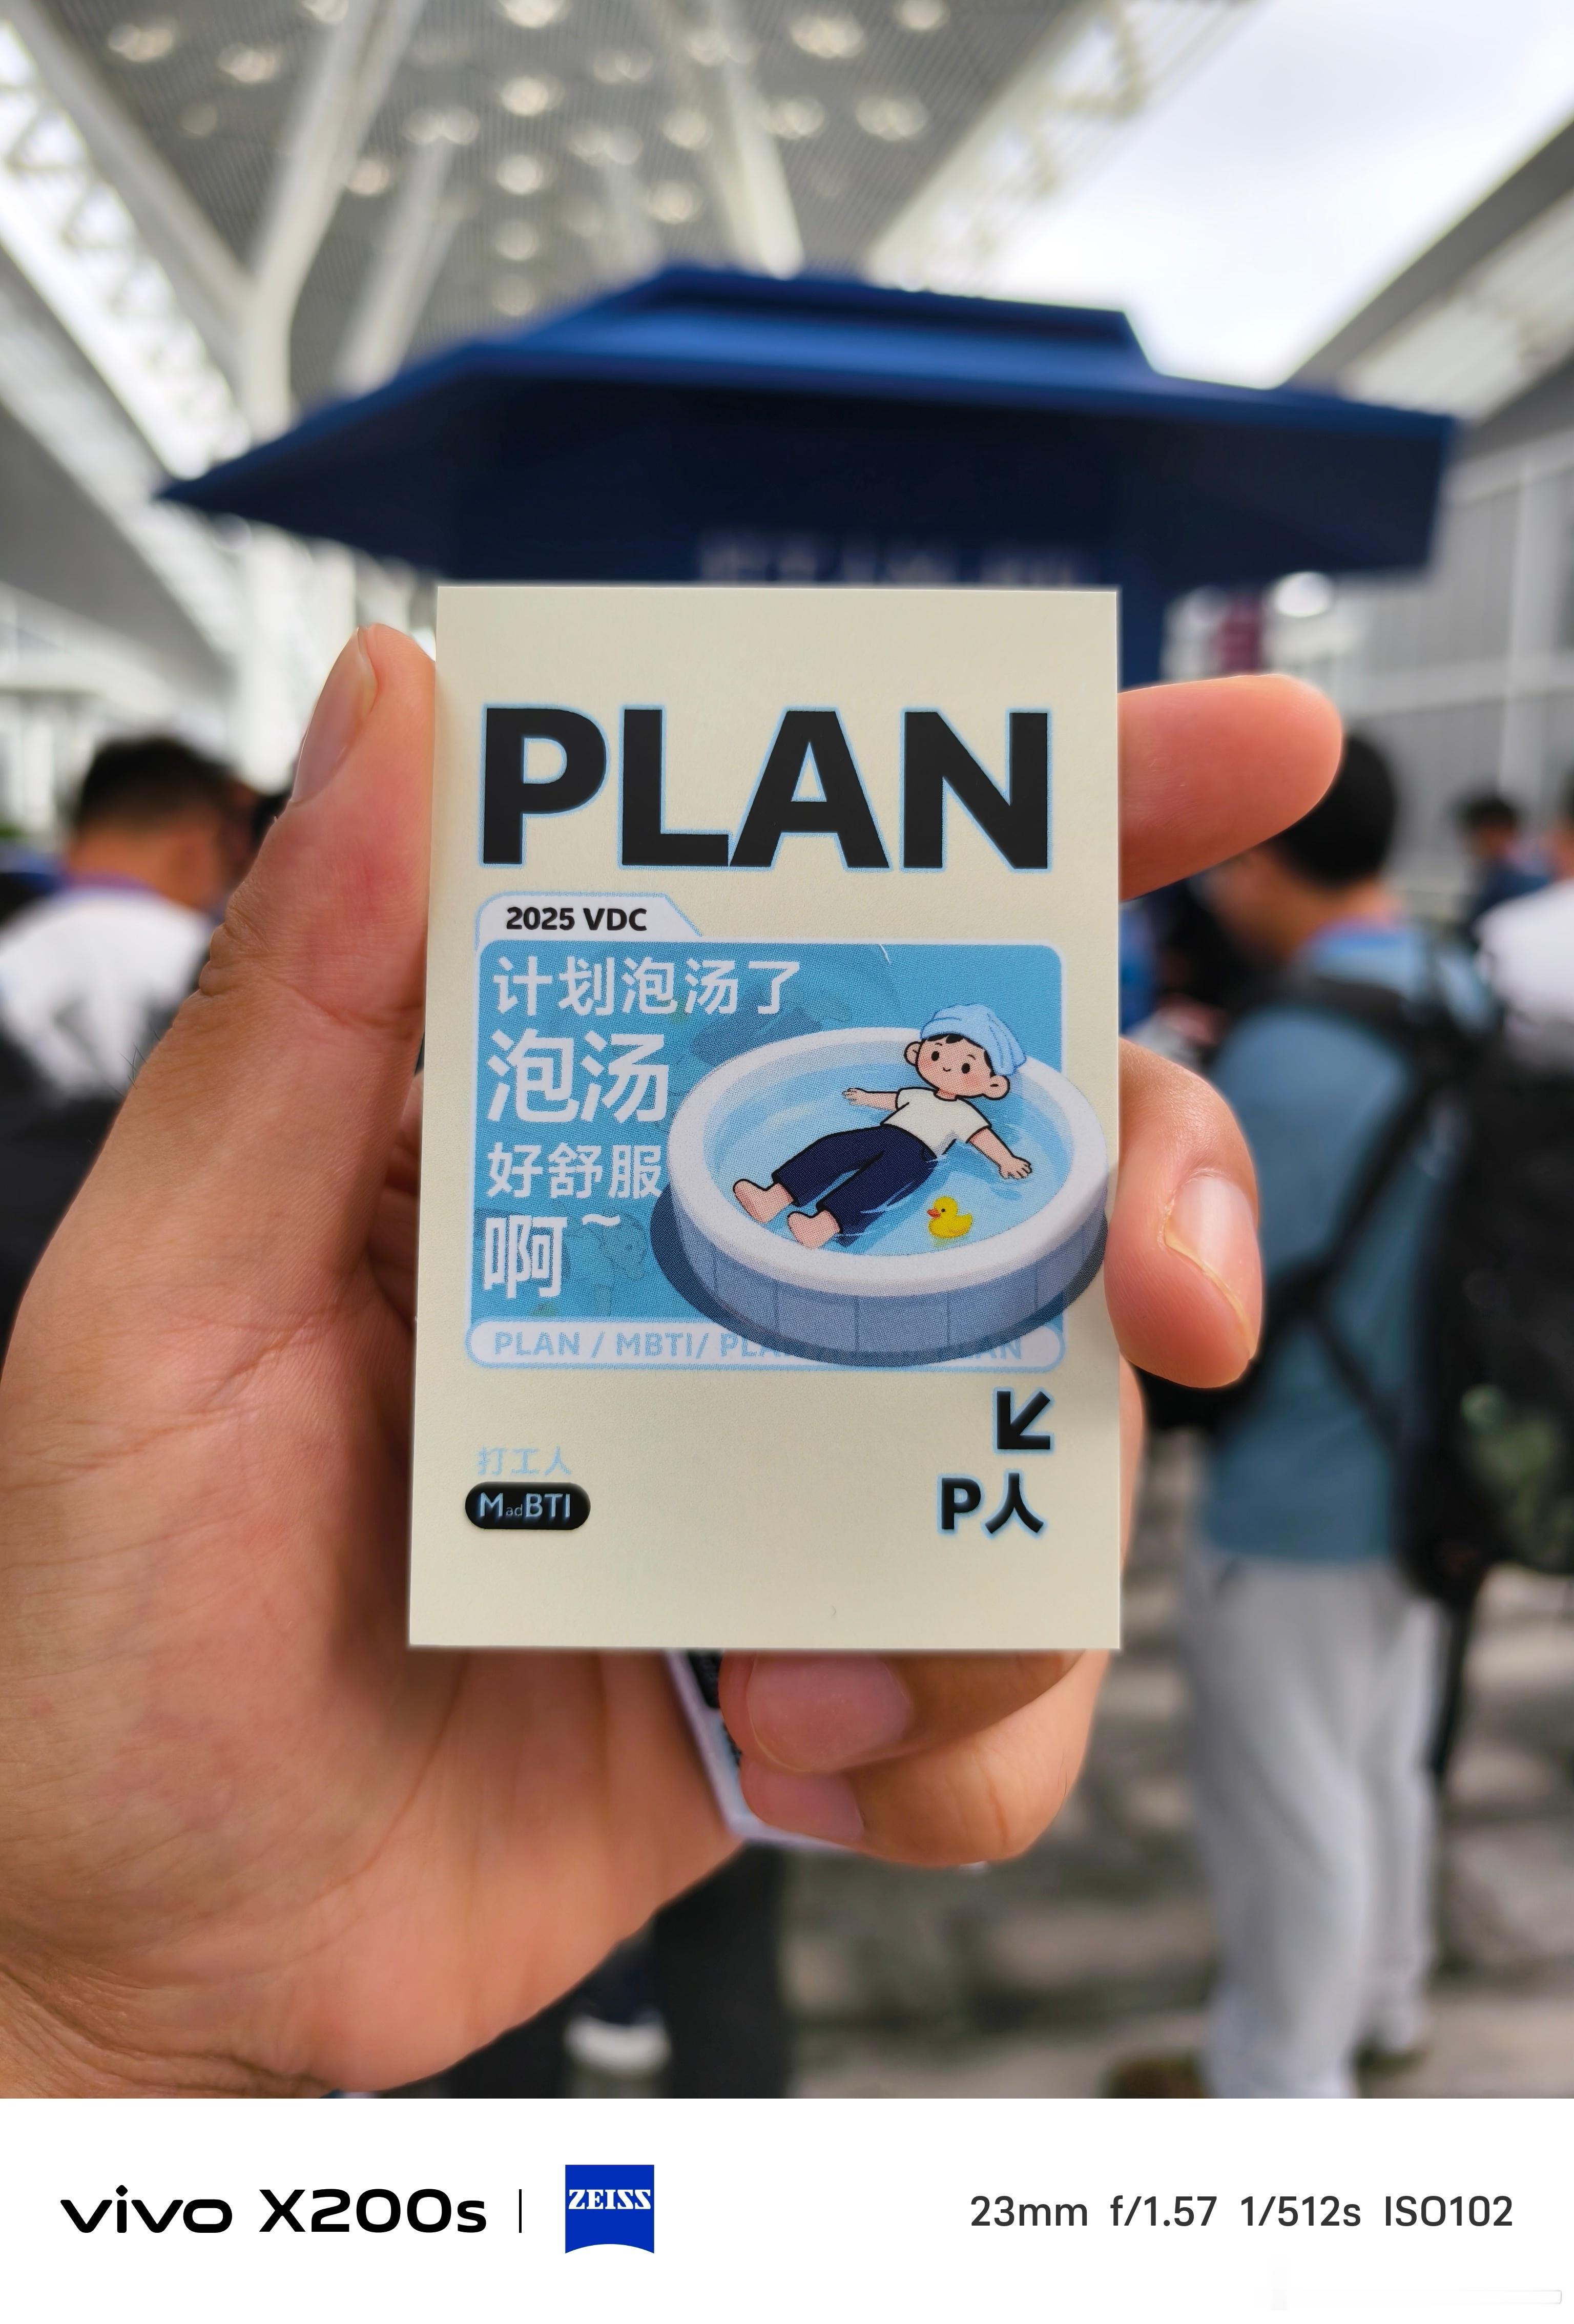 PLAN
2025 VDC
计划泡汤了
泡汤
好舒服
啊~
PLAN / MBTI/ PLAN
打工人
MadBTI
P人
vivo X200s
ZEISS
23mm f/1.57 1/512s ISO102